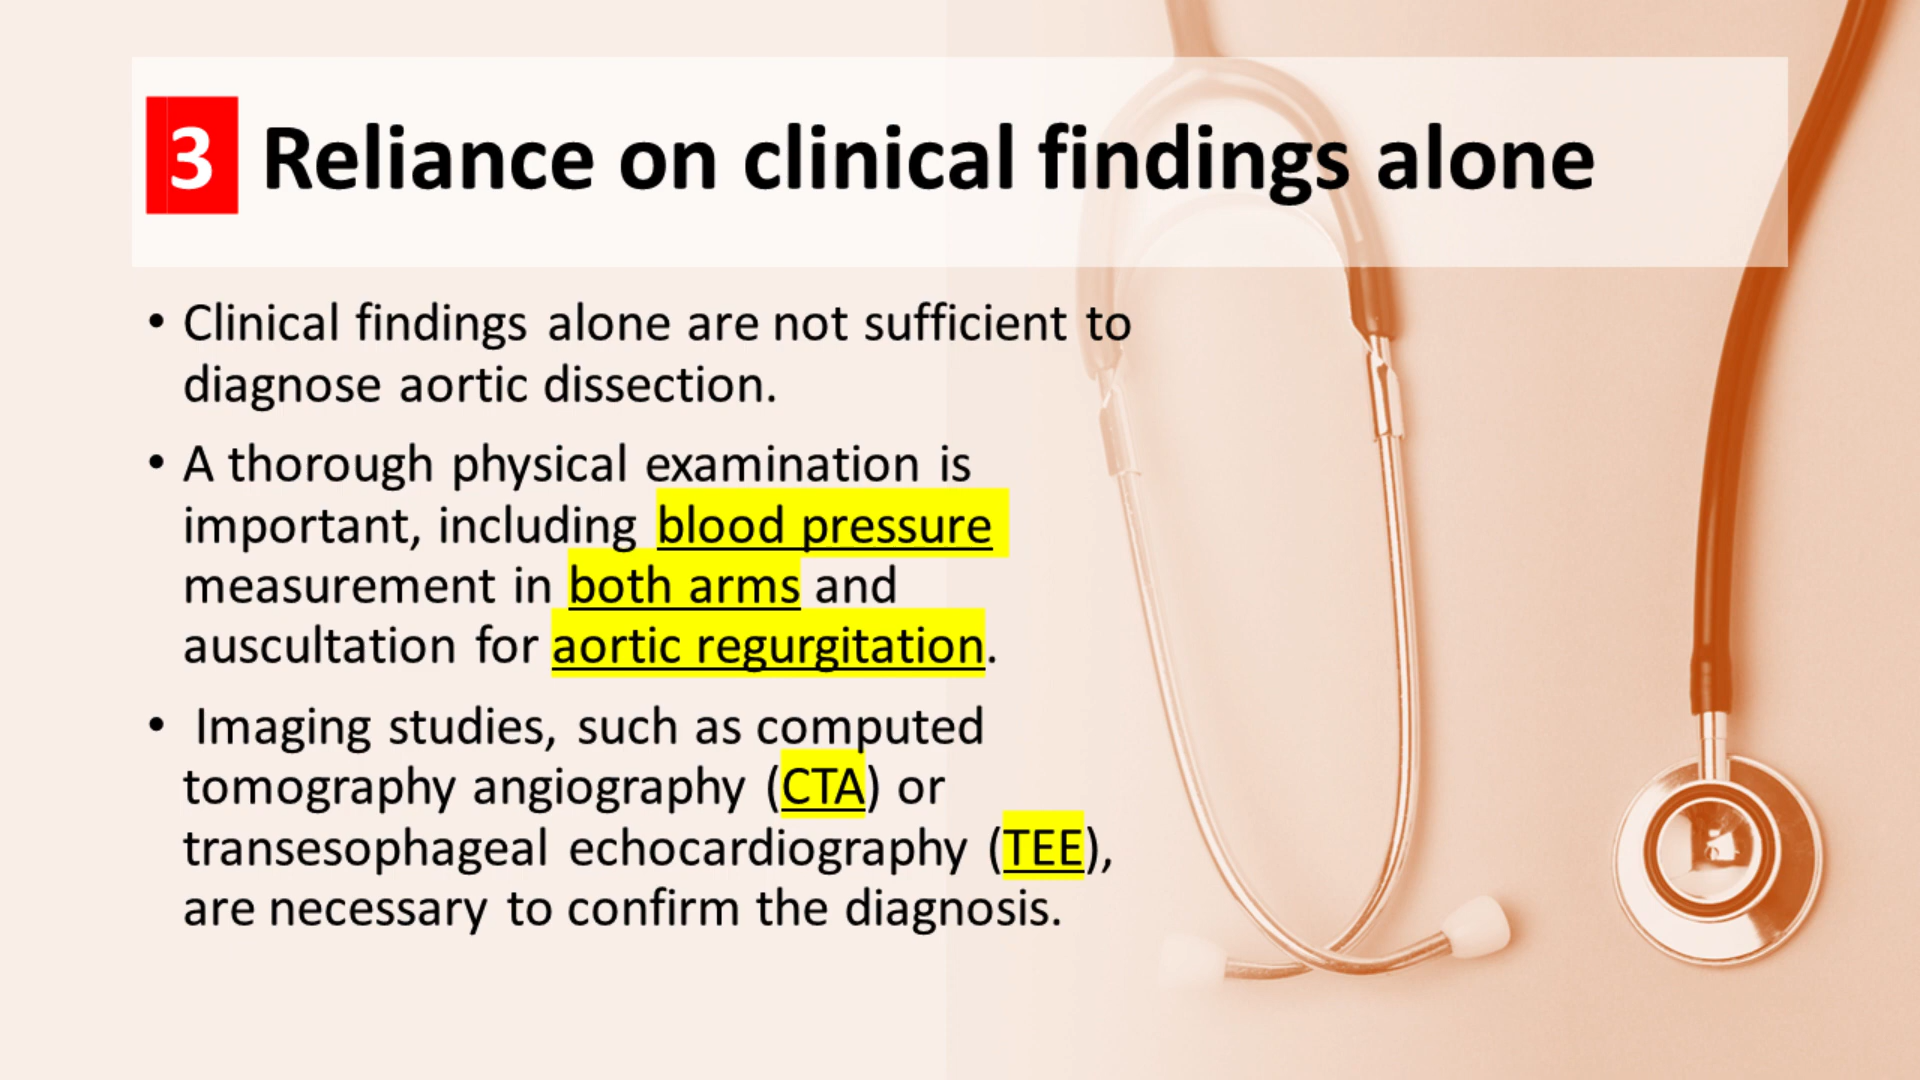 3 Reliance on clinical findings alone
• Clinical findings alone are not sufficient to
diagnose aortic dissection.
• A thorough physical examination is
important, including blood pressure
measurement in both arms and
auscultation for aortic regurgitation.
• Imaging studies, such as computed
tomography angiography (CTA) or
transesophageal echocardiography (TEE),
are necessary to confirm the diagnosis.